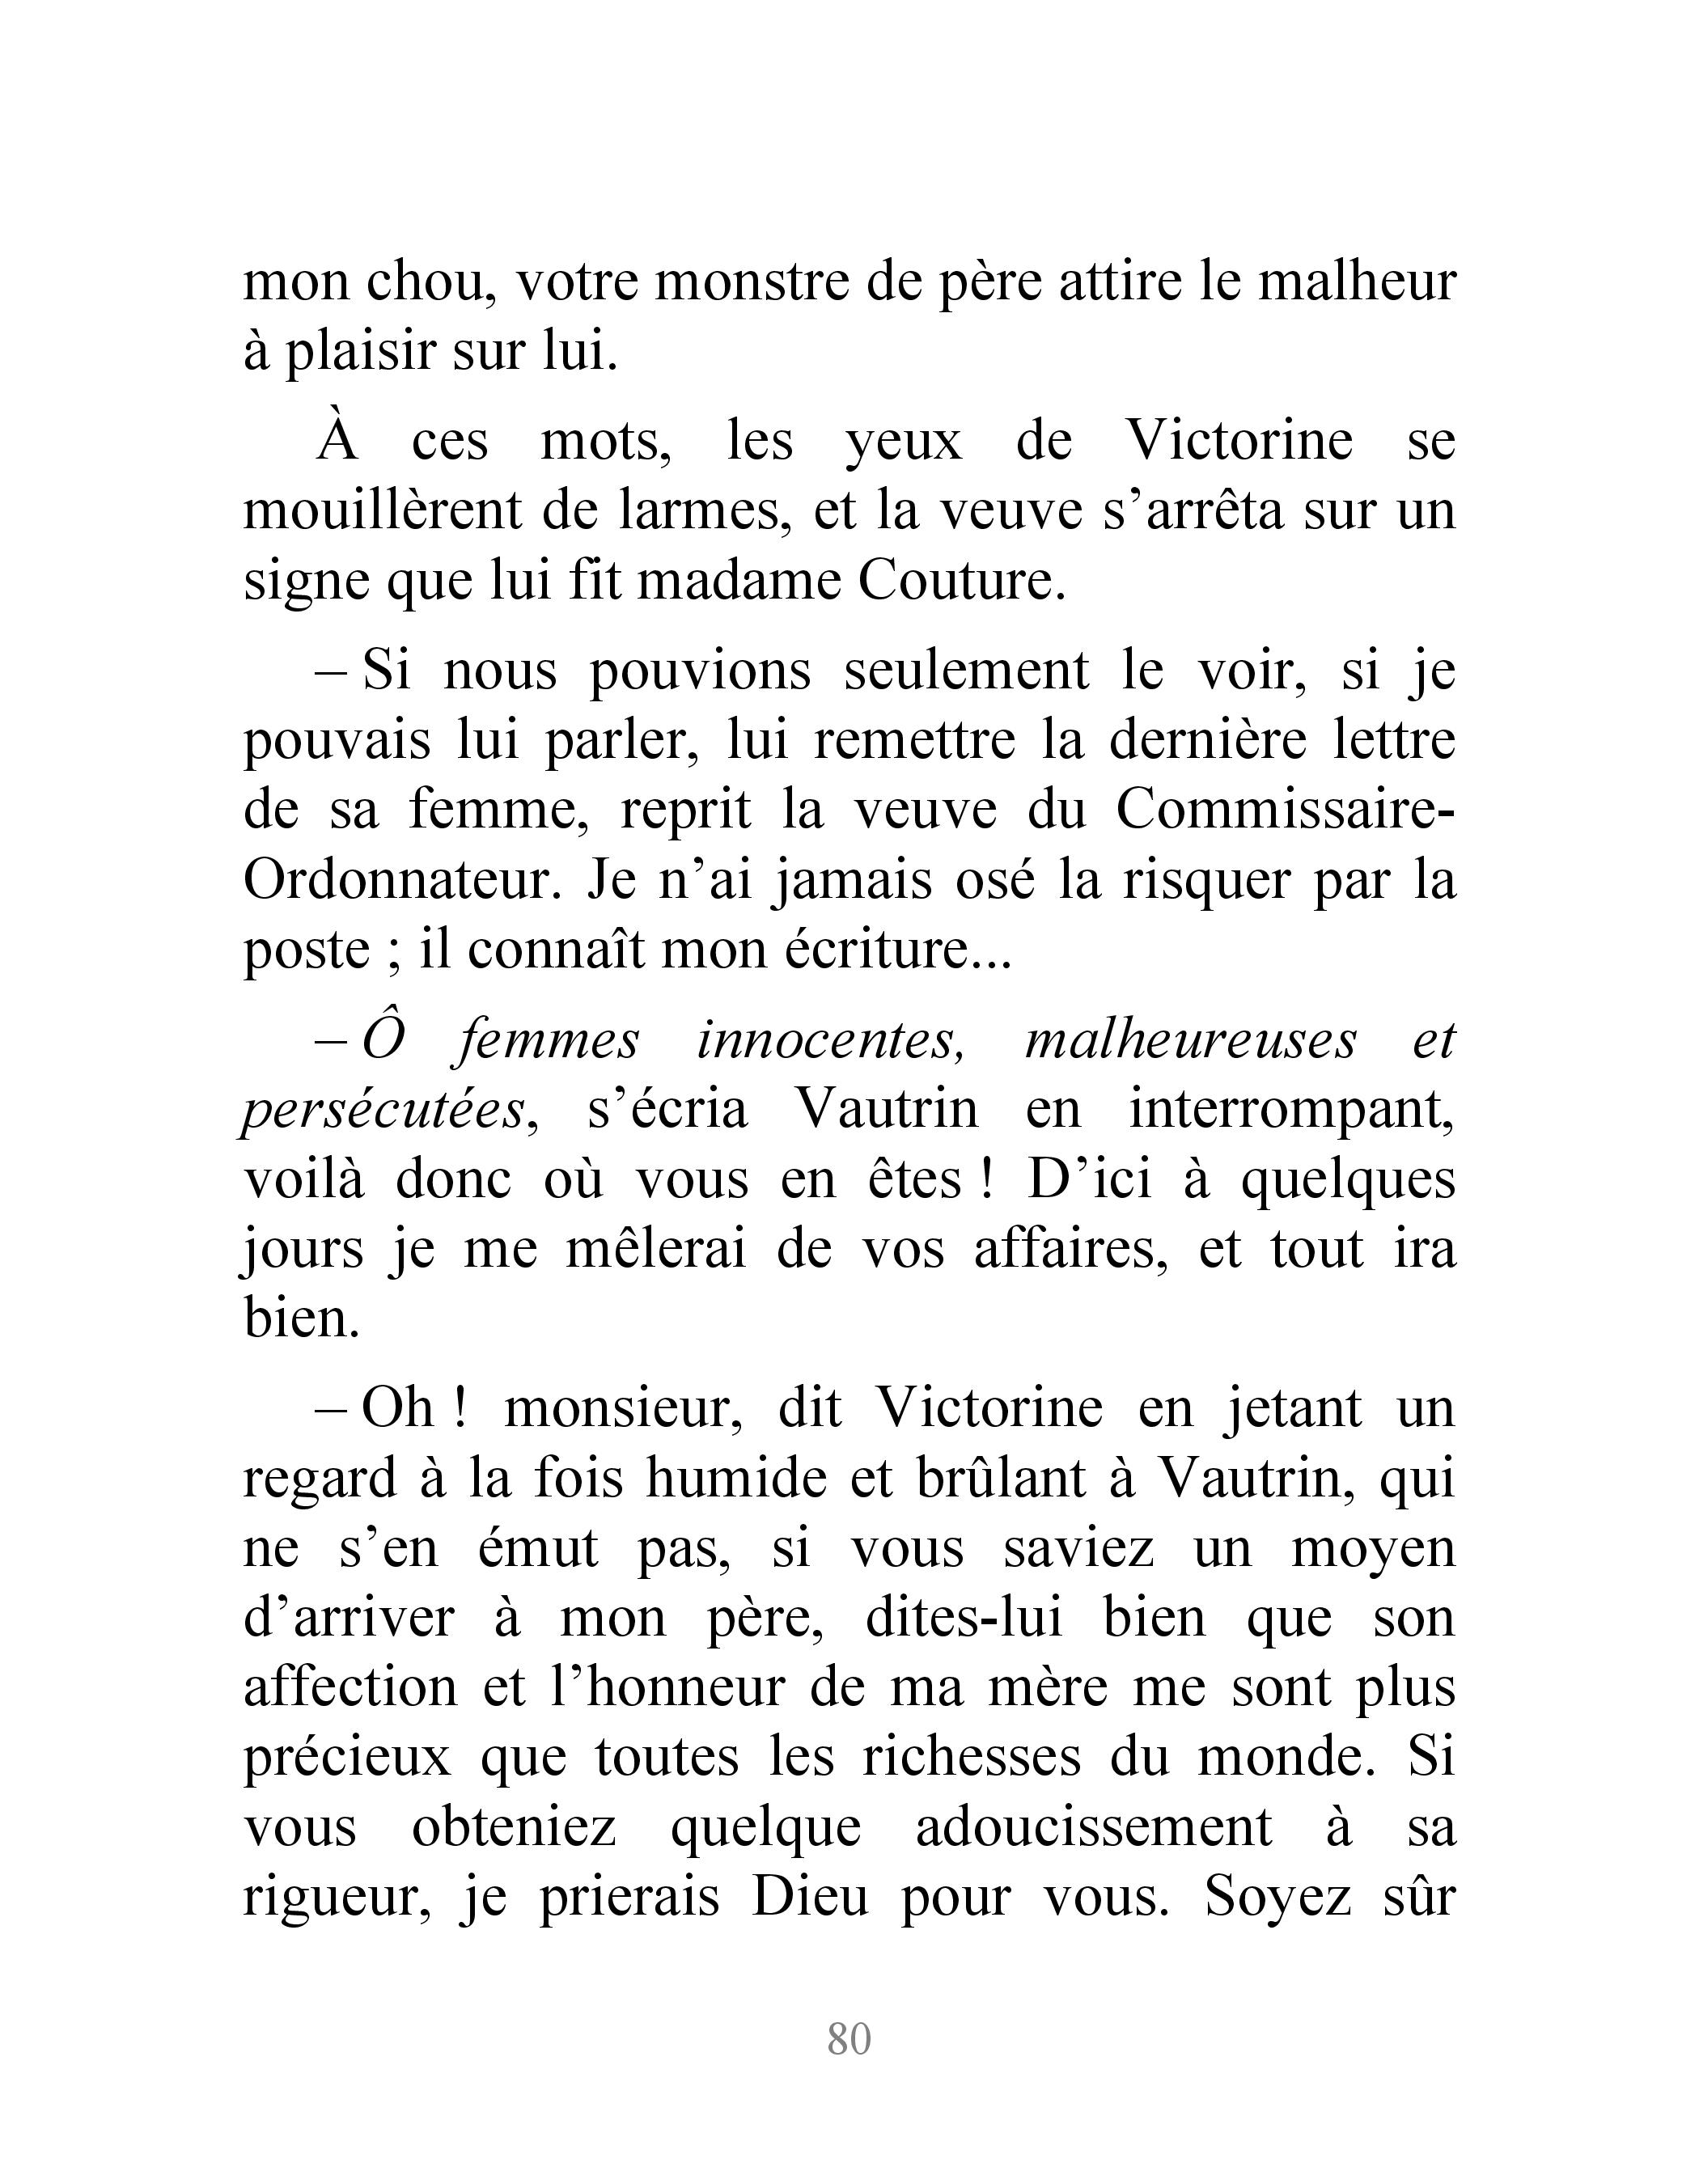 mon chou, votre monstre de père attire le malheur
à plaisir sur lui.
À ces mots, les yeux de Victorine se
mouillèrent de larmes, et la veuve s’arrêta sur un
signe que lui fit madame Couture.
– Si nous pouvions seulement le voir, si je
pouvais lui parler, lui remettre la dernière lettre
de sa femme, reprit la veuve du Commissaire-
Ordonnateur. Je n’ai jamais osé la risquer par la
poste ; il connaît mon écriture...
– Ô femmes innocentes, malheureuses et
persécutées, s’écria Vautrin en interrompant,
voilà donc où vous en êtes ! D’ici à quelques
jours je me mêlerai de vos affaires, et tout ira
bien.
– Oh ! monsieur, dit Victorine en jetant un
regard à la fois humide et brûlant à Vautrin, qui
ne s’en émut pas, si vous saviez un moyen
d’arriver à mon père, dites-lui bien que son
affection et l’honneur de ma mère me sont plus
précieux que toutes les richesses du monde. Si
vous obteniez quelque adoucissement à sa
rigueur, je prierais Dieu pour vous. Soyez sûr
80